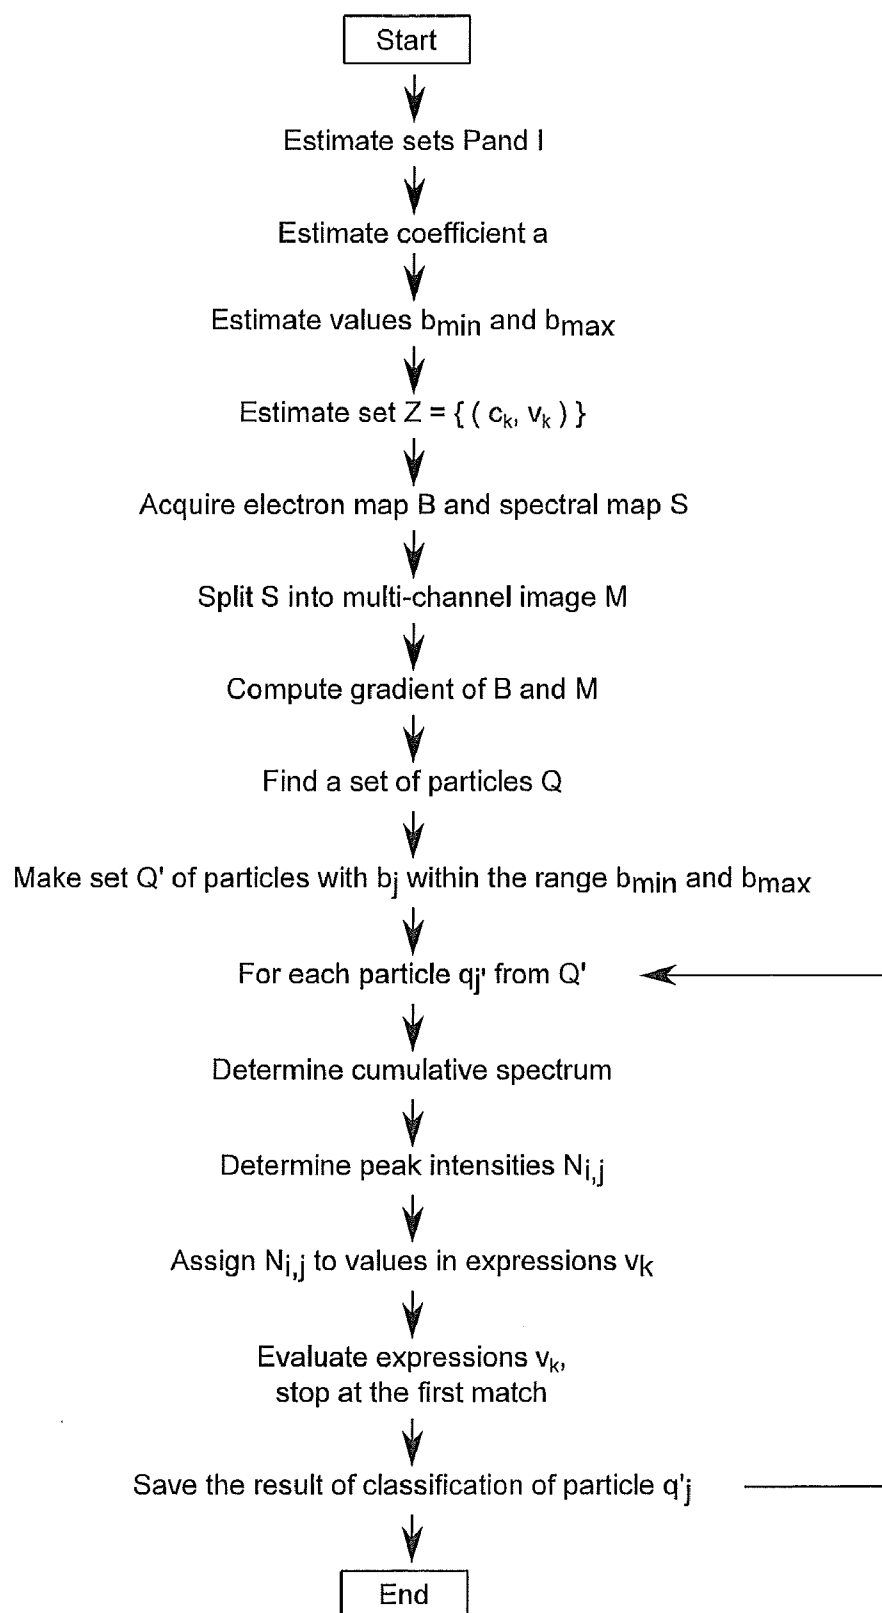 Start
Estimate sets Pand I
Estimate coefficient a
Estimate values bmin and bmax
Estimate set Z = { ( ck, vk ) }
Acquire electron map B and spectral map S
Split S into multi-channel image M
Compute gradient of B and M
Find a set of particles Q
Make set Q' of particles with bj within the range bmin and bmax
For each particle qj' from Q'
Determine cumulative spectrum
Determine peak intensities Ni,j
Assign Ni,j to values in expressions vk
Evaluate expressions vk,
stop at the first match
Save the result of classification of particle q'j
End